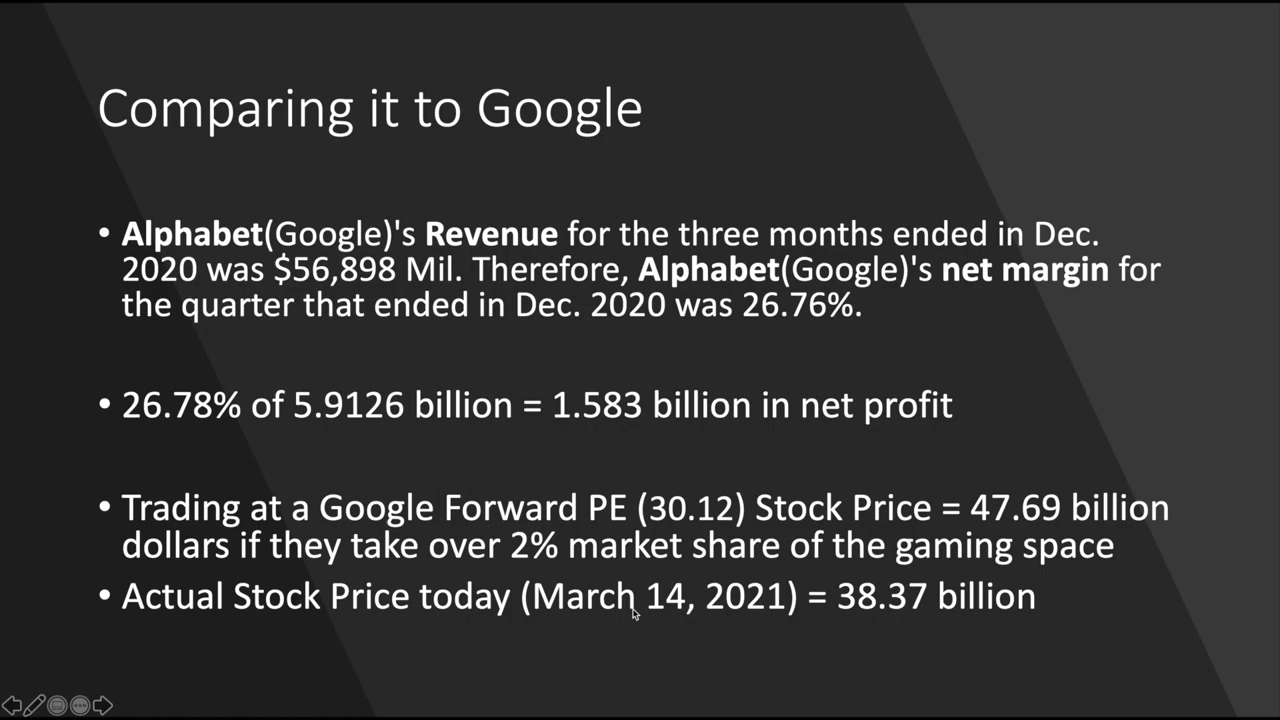 Comparing it to Google
• Alphabet(Google)'s Revenue for the three months ended in Dec.
2020 was $56,898 Mil. Therefore, Alphabet(Google)'s net margin for
the quarter that ended in Dec. 2020 was 26.76%.
• 26.78% of 5.9126 billion = 1.583 billion in net profit
• Trading at a Google Forward PE (30.12) Stock Price = 47.69 billion
dollars if they take over 2% market share of the gaming space
• Actual Stock Price today (March 14, 2021) = 38.37 billion